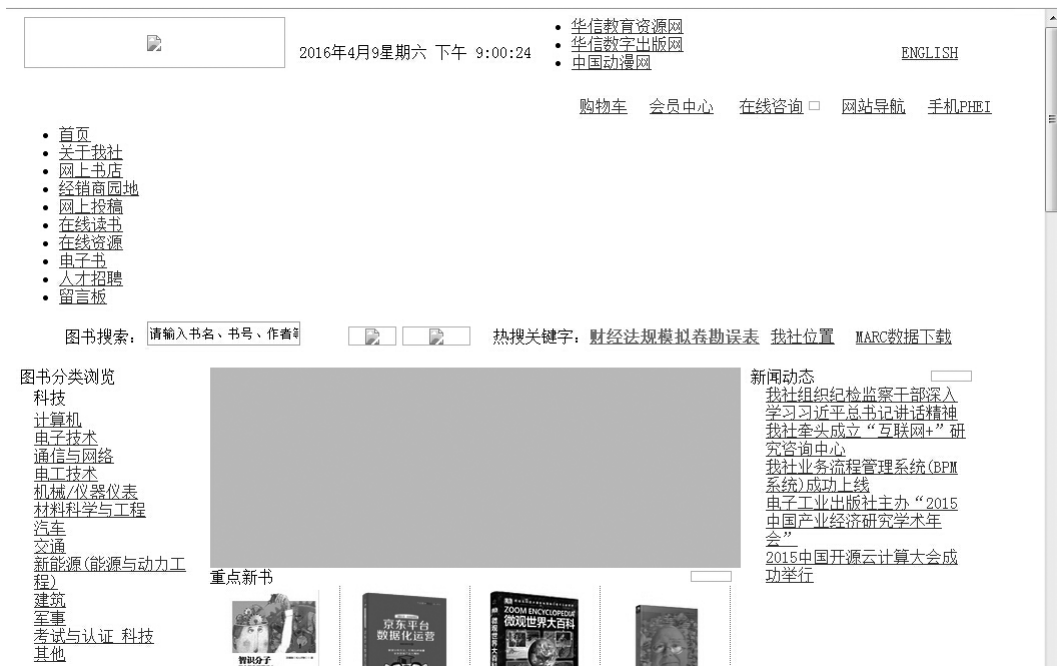 华信教育资源网
华信数字出版网
2016年4月9星期六 下午 9:00:24
中国动漫网
ENGLISH
购物车 会员中心 在线咨询 网站导航 手机PHEI
首页
关于我社
网上书店
经销商园地
网上投稿
在线读书
在线资源
电子书
人才招聘
留言板
图书搜索: 请输入书名、书号、作者等 热搜关键字: 财经法规模拟卷勘误表 我社位置 MARC数据下载
图书分类浏览
科技
计算机
电子技术
通信与网络
电工技术
机械/仪器仪表
材料科学与工程
汽车
交通
新能源(能源与动力工
程)
建筑
军事
考试与认证 科技
其他
重点新书
智识分子
京东平台
数据化运营
ZOOM ENCYCLOPEDIA
微观世界大百科
新闻动态
我社组织纪检监察干部深入
学习习近平总书记讲话精神
我社牵头成立“互联网+”研
究咨询中心
我社业务流程管理系统(BPM
系统)成功上线
电子工业出版社主办“2015
中国产业经济研究学术年
会”
2015中国开源云计算大会成
功举行